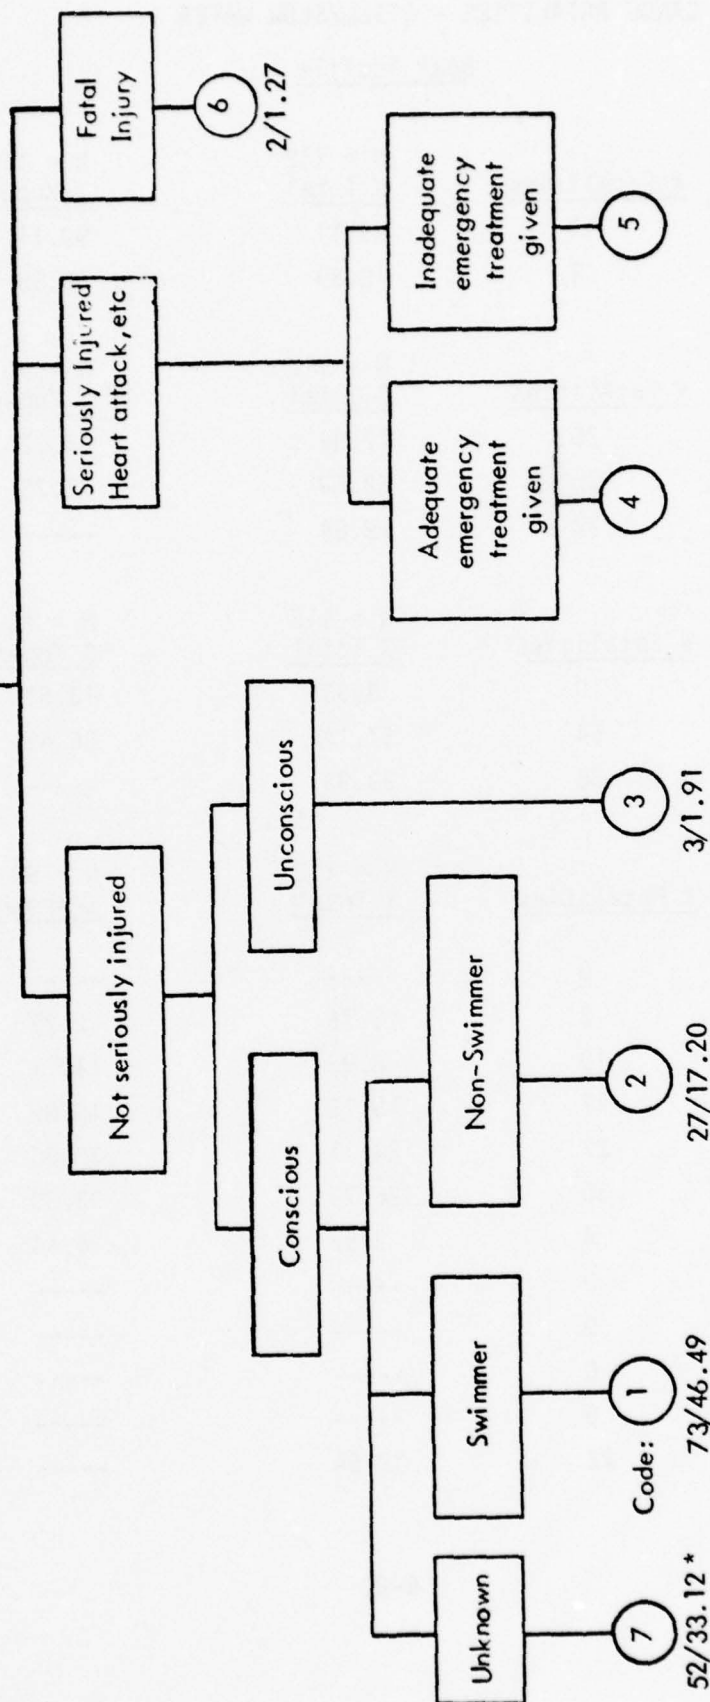 Not seriously injured
Seriously Injured
Heart attack, etc
Fatal
Injury
Conscious
Unconscious
Unknown
Swimmer
Non-Swimmer
Adequate
emergency
treatment
given
Inadequate
emergency
treatment
given
Code:
7
1
2
3
4
5
6
52/33.12 *
73/46.49
27/17.20
3/1.91
2/1.27